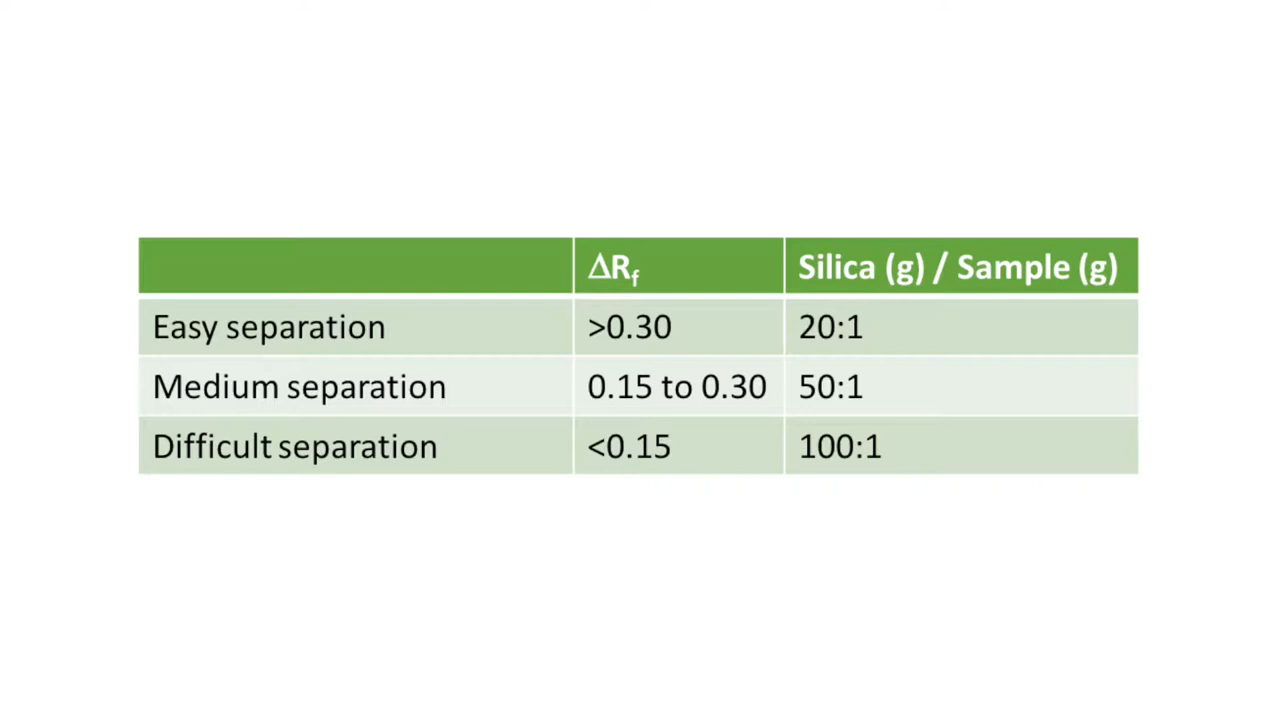 ΔRf Silica (g) / Sample (g)
Easy separation >0.30 20:1
Medium separation 0.15 to 0.30 50:1
Difficult separation <0.15 100:1